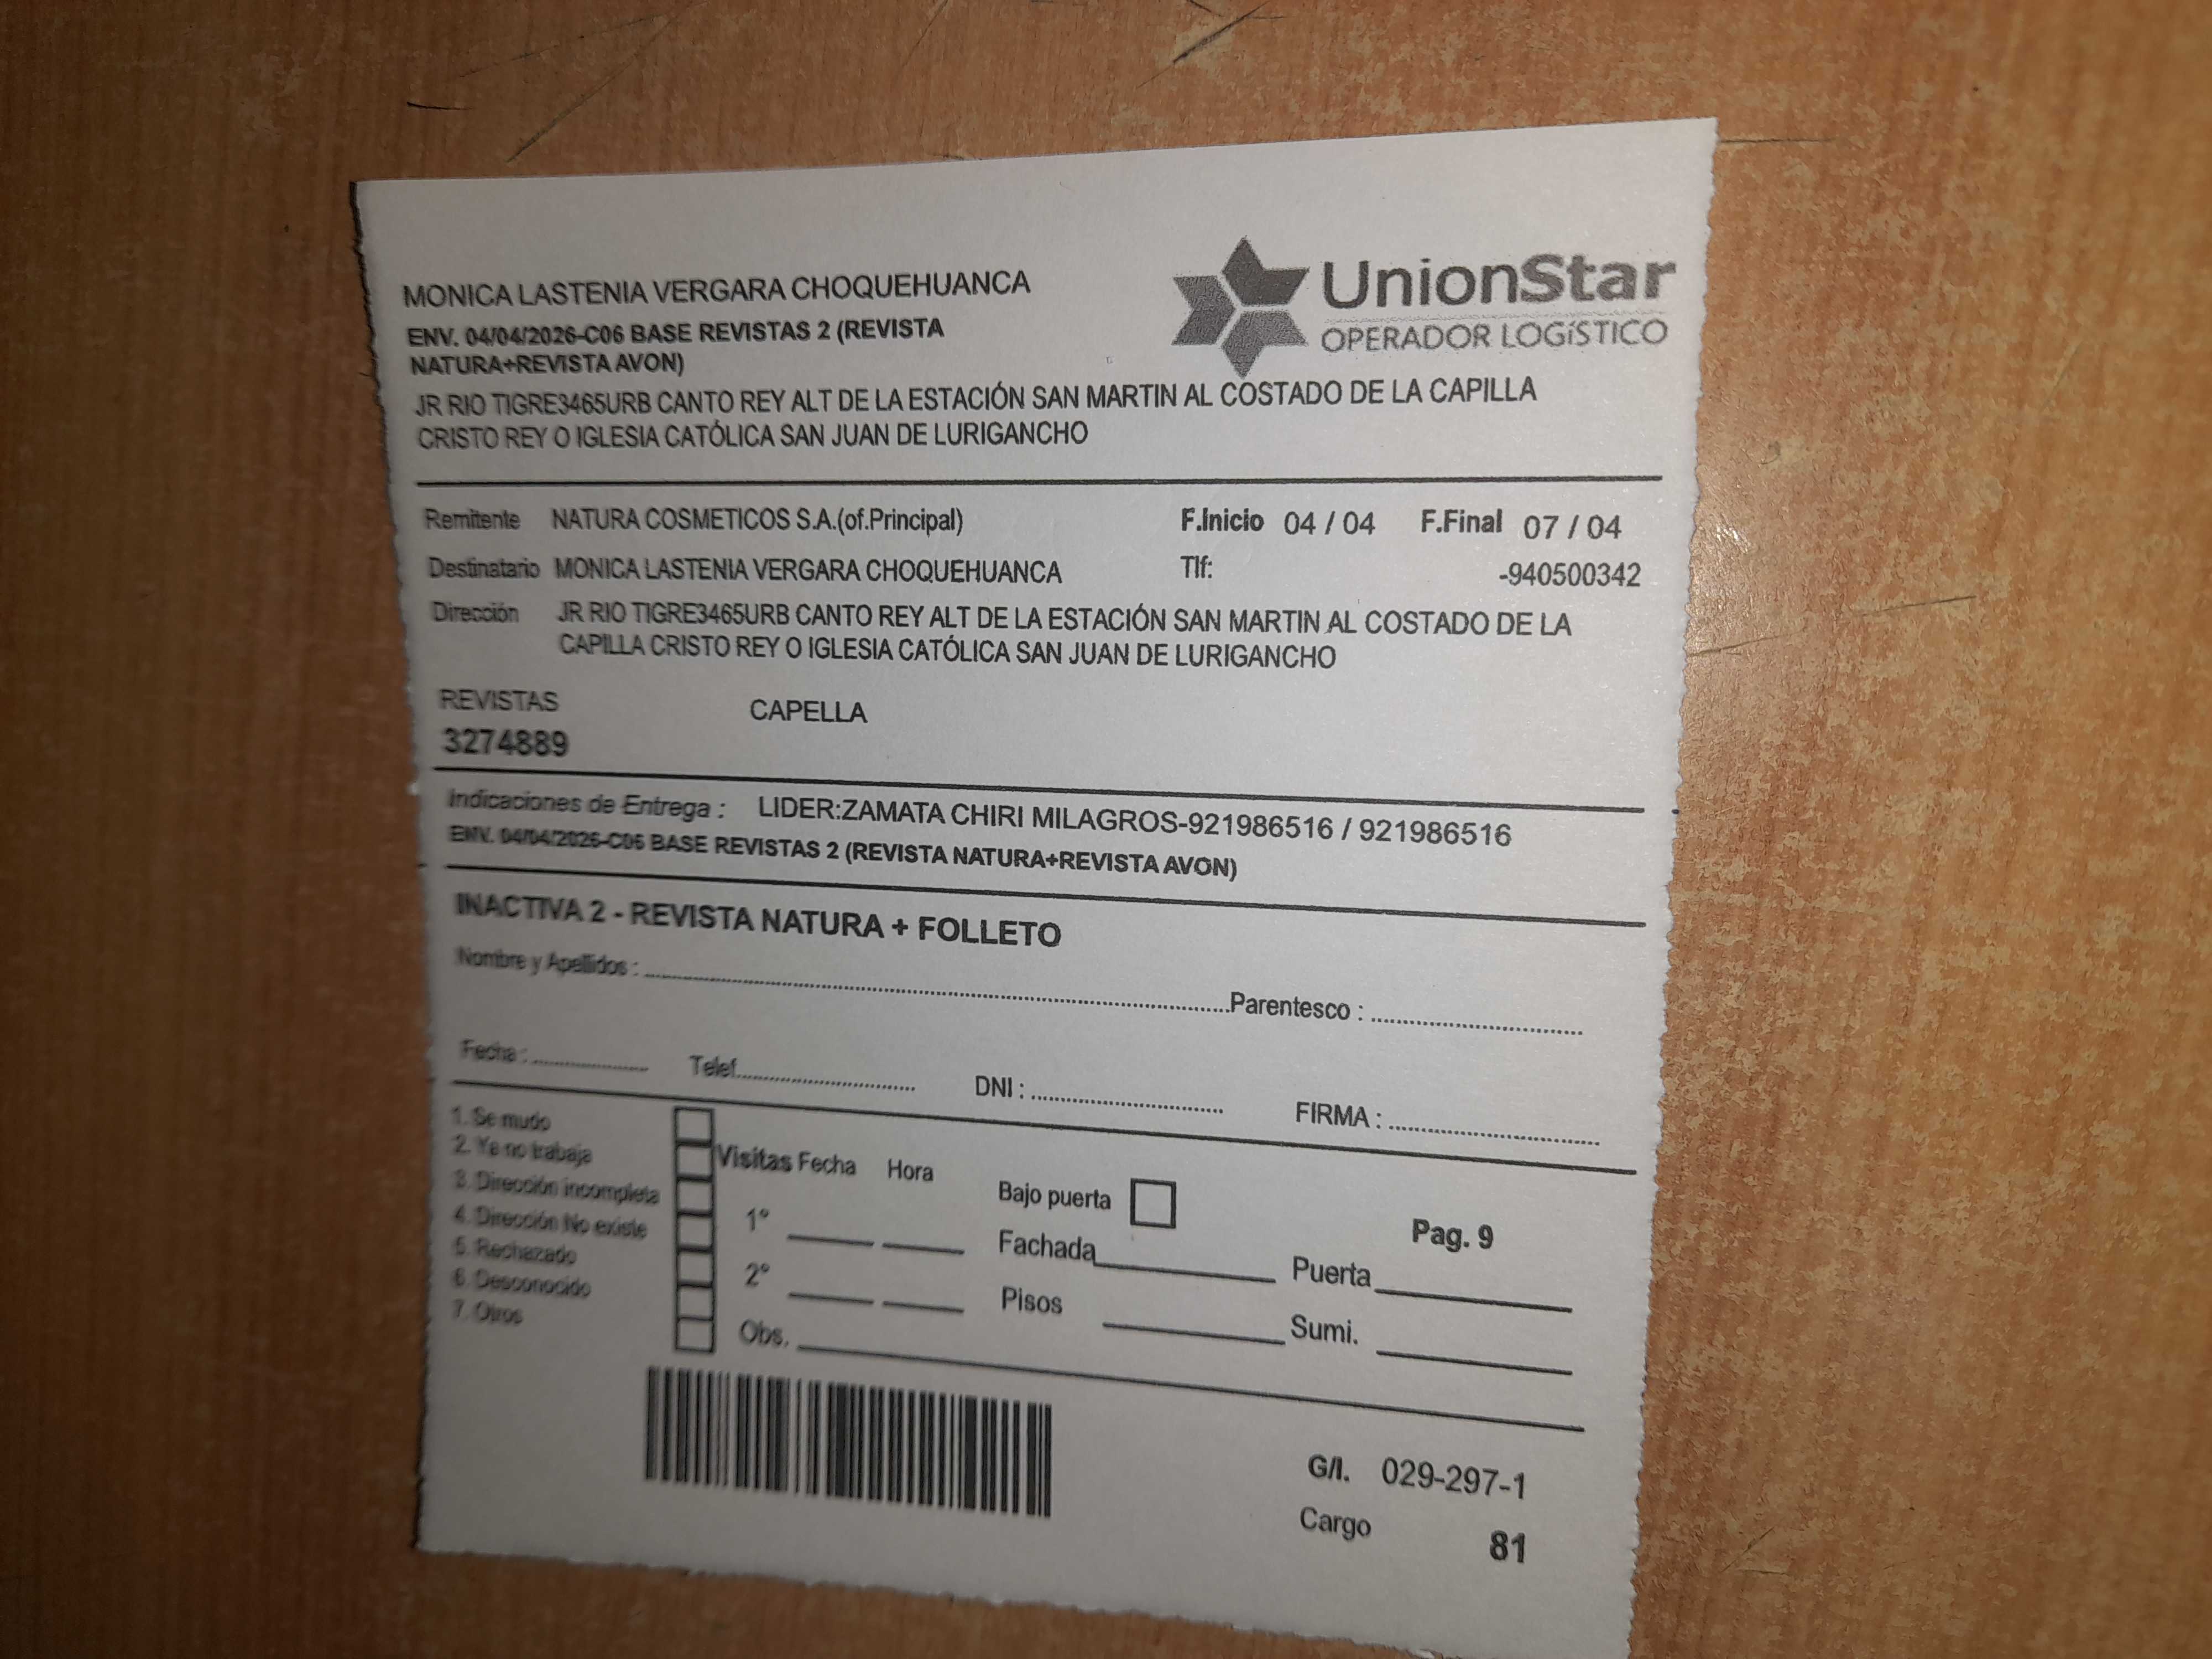 MONICA LASTENIA VERGARA CHOQUEHUANCA
UnionStar
OPERADOR LOGíSTICO
ENV. 04/04/2026-C06 BASE REVISTAS 2 (REVISTA
NATURA+REVISTA AVON)
JR RIO TIGRE3465URB CANTO REY ALT DE LA ESTACIÓN SAN MARTIN AL COSTADO DE LA CAPILLA
CRISTO REY O IGLESIA CATÓLICA SAN JUAN DE LURIGANCHO
Remitente NATURA COSMETICOS S.A.(of.Principal) F.Inicio 04 / 04 F.Final 07 / 04
Destinatario MONICA LASTENIA VERGARA CHOQUEHUANCA Tlf: -940500342
Dirección JR RIO TIGRE3465URB CANTO REY ALT DE LA ESTACIÓN SAN MARTIN AL COSTADO DE LA
CAPILLA CRISTO REY O IGLESIA CATÓLICA SAN JUAN DE LURIGANCHO
REVISTAS CAPELLA
3274889
Indicaciones de Entrega : LIDER:ZAMATA CHIRI MILAGROS-921986516 / 921986516
ENV. 04/04/2026-C06 BASE REVISTAS 2 (REVISTA NATURA+REVISTA AVON)
INACTIVA 2 - REVISTA NATURA + FOLLETO
Nombre y Apellidos : Parentesco :
Fecha : Telef. DNI : FIRMA :
1. Se mudo
2. Ya no trabaja
3. Dirección incompleta
4. Dirección No existe
5. Rechazado
6. Desconocido
7. Otros
Visitas Fecha Hora
1°
2°
Obs.
Bajo puerta
Fachada
Pisos
Pag. 9
Puerta
Sumi.
G/I. 029-297-1
Cargo 81